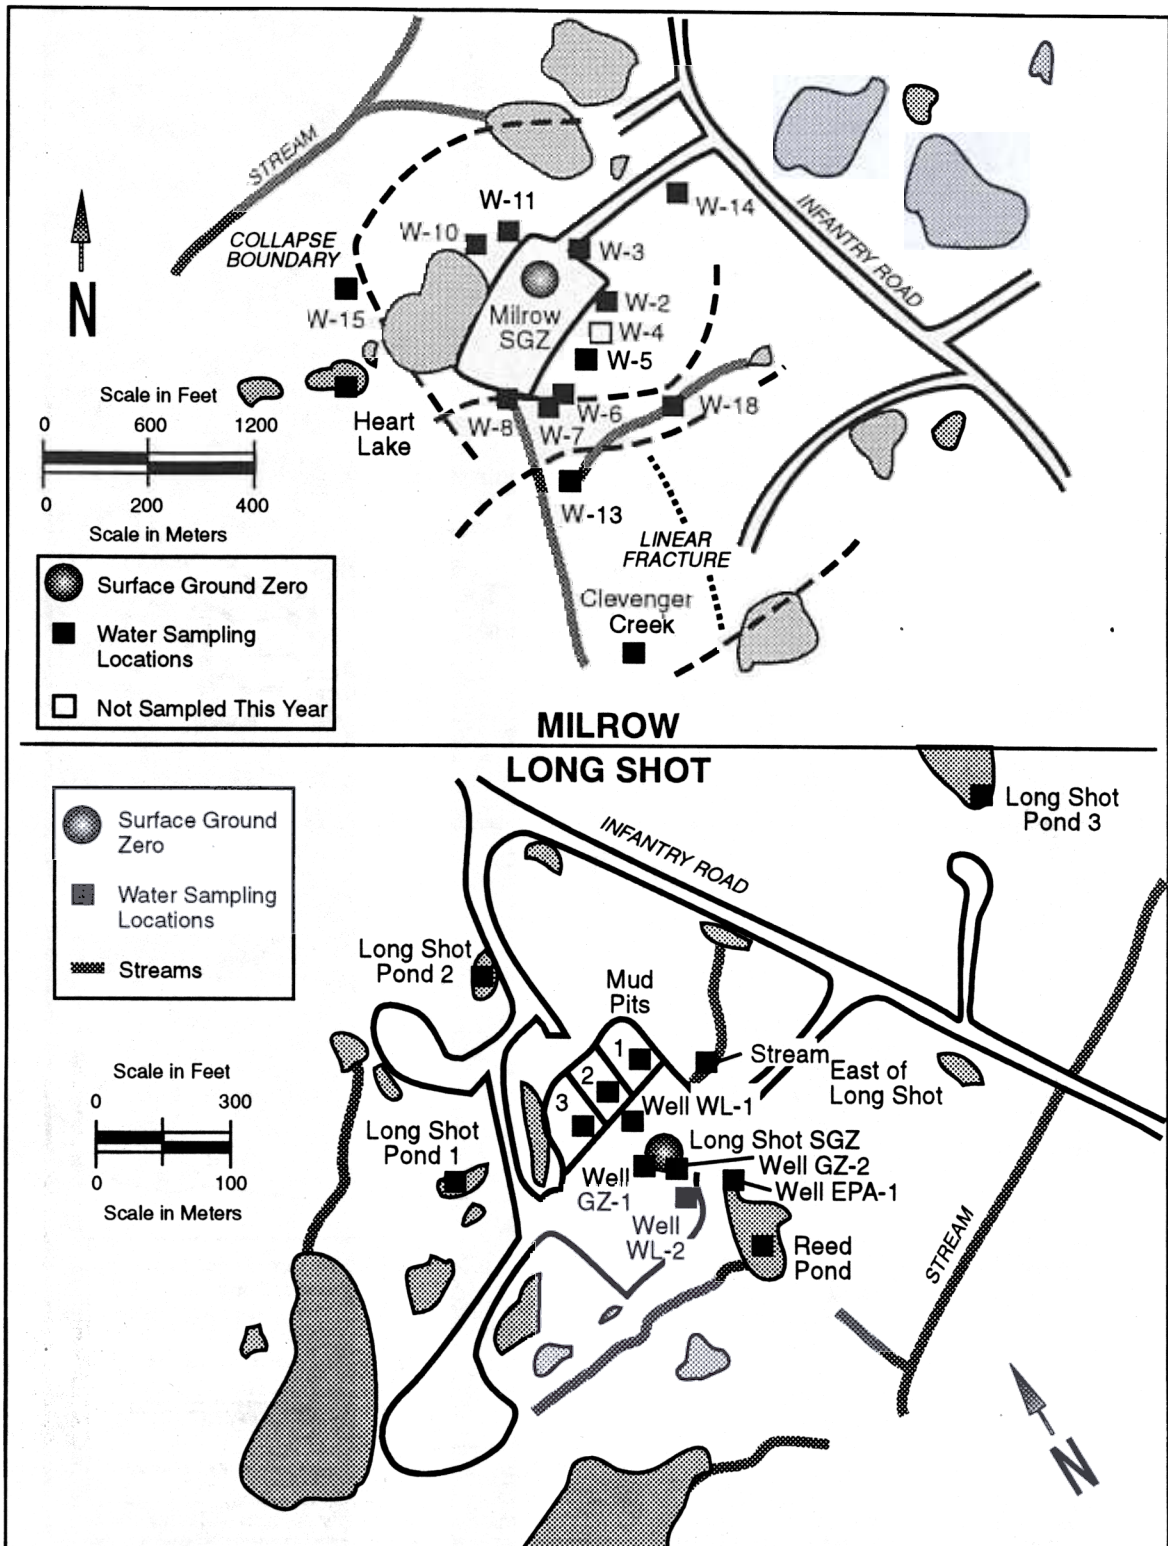 STREAM
W-11
W-10
W-14
W-3
COLLAPSE
BOUNDARY
INFANTRY ROAD
N
W-15
Milrow
SGZ
W-2
W-4
W-5
Scale in Feet
0 600 1200
Heart
Lake
W-8
W-6
W-7
W-18
0 200 400
Scale in Meters
W-13
LINEAR
FRACTURE
Surface Ground Zero
Water Sampling
Locations
Not Sampled This Year
Clevenger
Creek
MILROW
LONG SHOT
Surface Ground
Zero
Water Sampling
Locations
Streams
INFANTRY ROAD
Long Shot
Pond 3
Long Shot
Pond 2
Mud
Pits
1
2
3
Stream
East of
Long Shot
Scale in Feet
0 300
0 100
Scale in Meters
Well WL-1
Long Shot
Pond 1
Long Shot SGZ
Well GZ-2
Well EPA-1
Well
GZ-1
Well
WL-2
Reed
Pond
STREAM
N